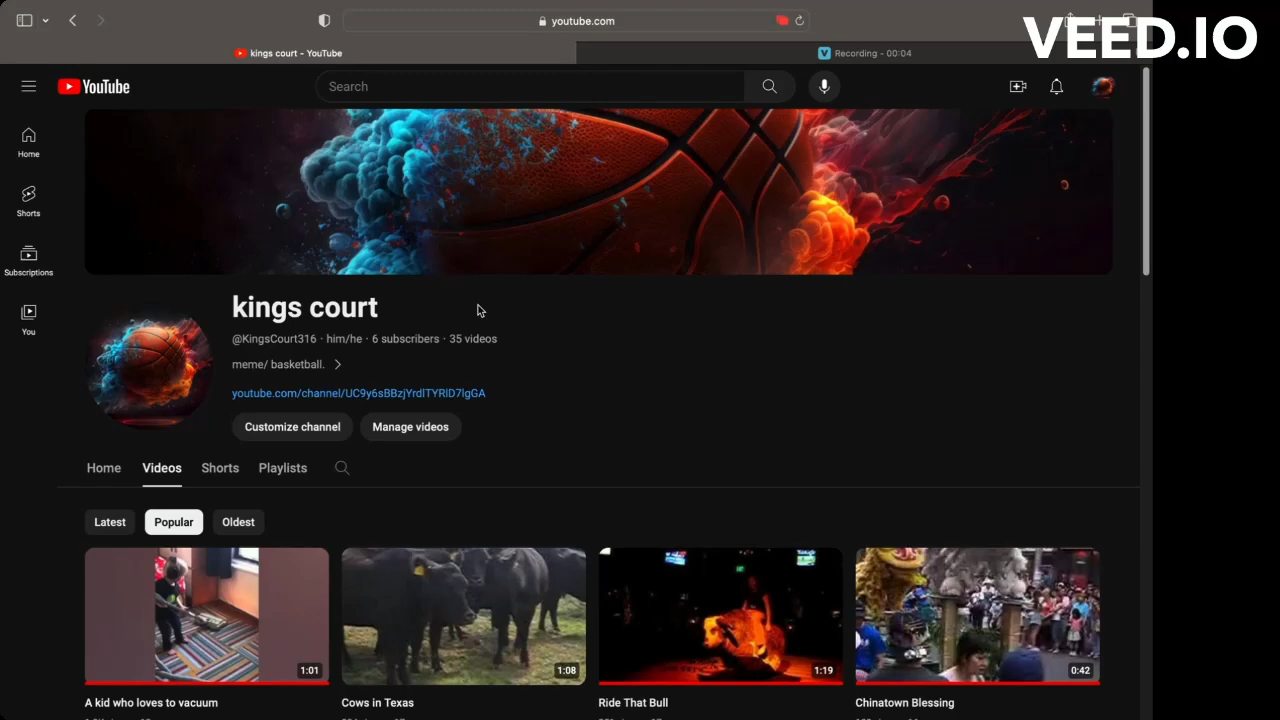 youtube.com
VEED.IO
kings court - YouTube
Recording - 00:04
YouTube
Search
Home
Shorts
Subscriptions
You
kings court
@KingsCourt316 · him/he · 6 subscribers · 35 videos
meme/ basketball.
youtube.com/channel/UC9y6sBBzjYrdlTYRlD7lgGA
Customize channel
Manage videos
Home
Videos
Shorts
Playlists
Latest
Popular
Oldest
1:01
1:08
1:19
0:42
A kid who loves to vacuum
Cows in Texas
Ride That Bull
Chinatown Blessing